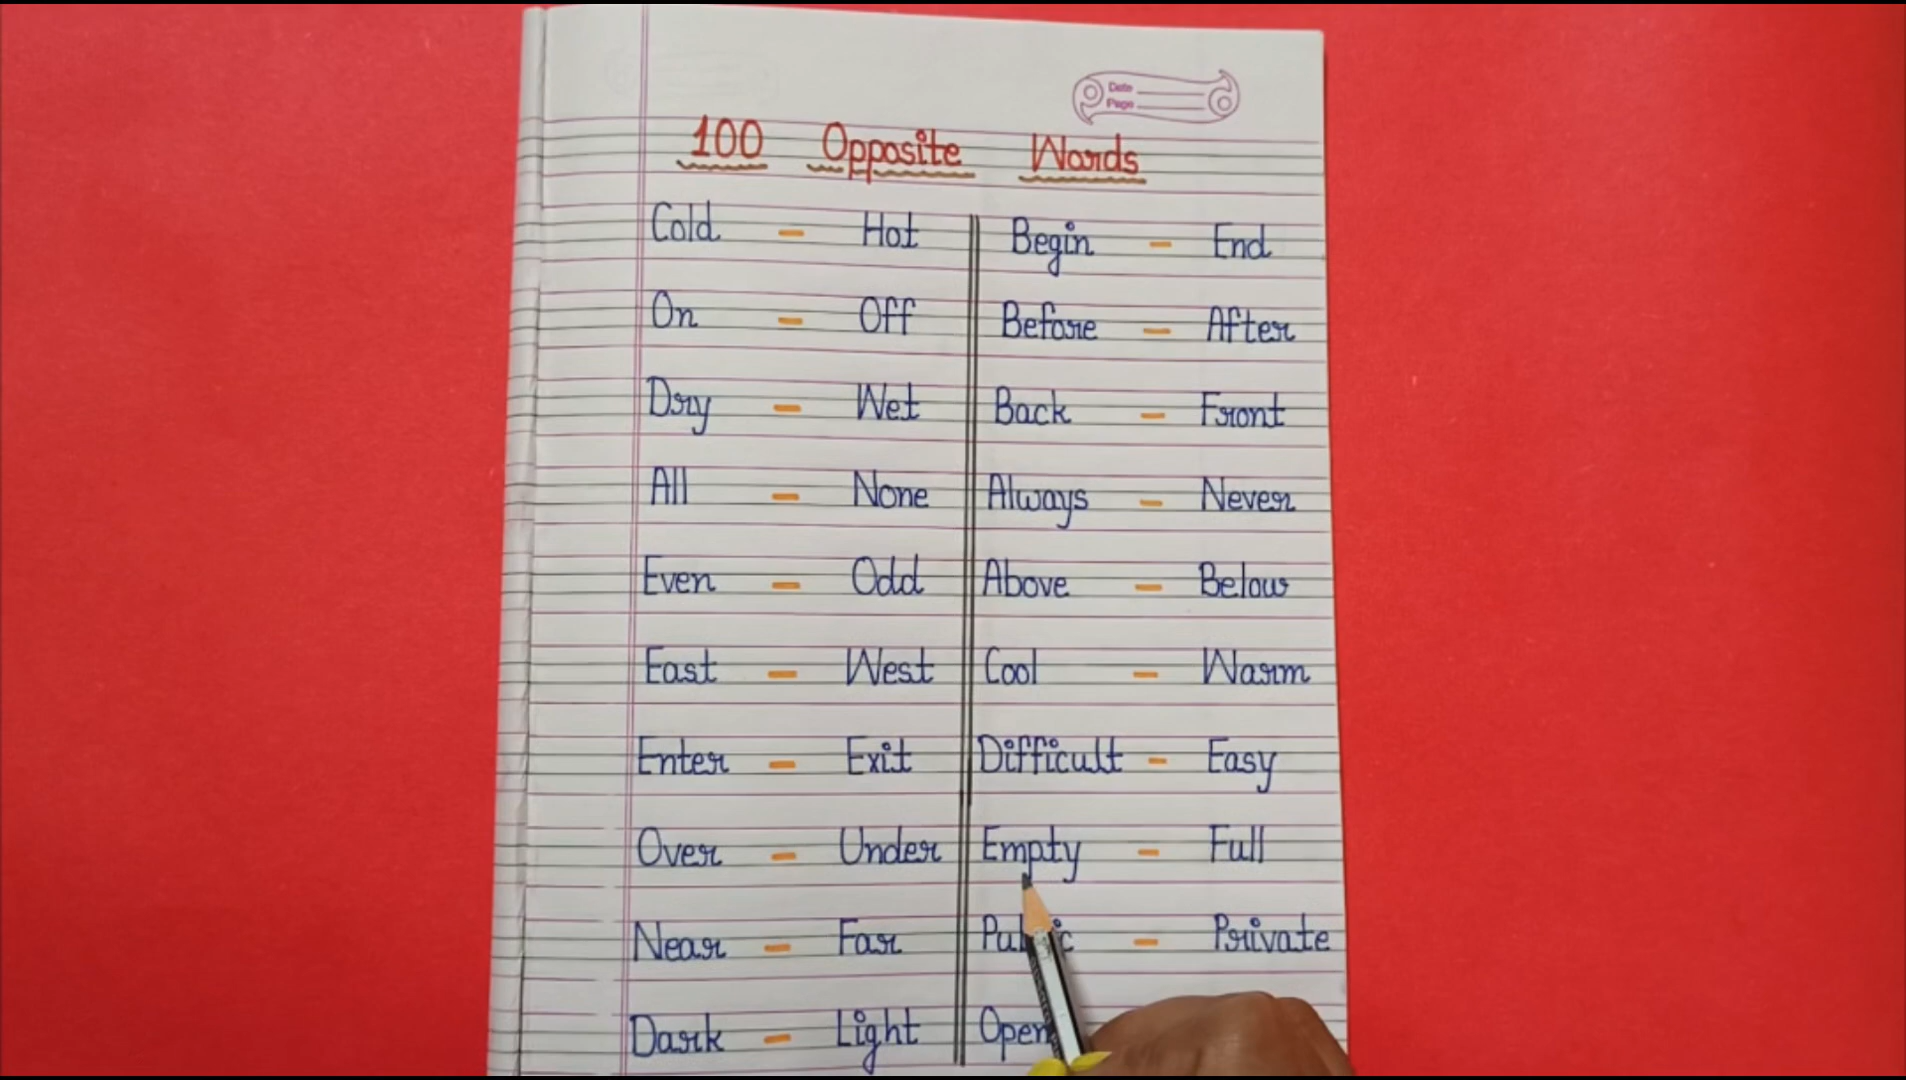 Date
Page
100 Opposite Words
Cold - Hot
On - Off
Dry - Wet
All - None
Even - Odd
East - West
Enter - Exit
Over - Under
Near - Far
Dark - Light
Begin - End
Before - After
Back - Front
Always - Never
Above - Below
Cool - Warm
Difficult - Easy
Empty - Full
- Private
Open